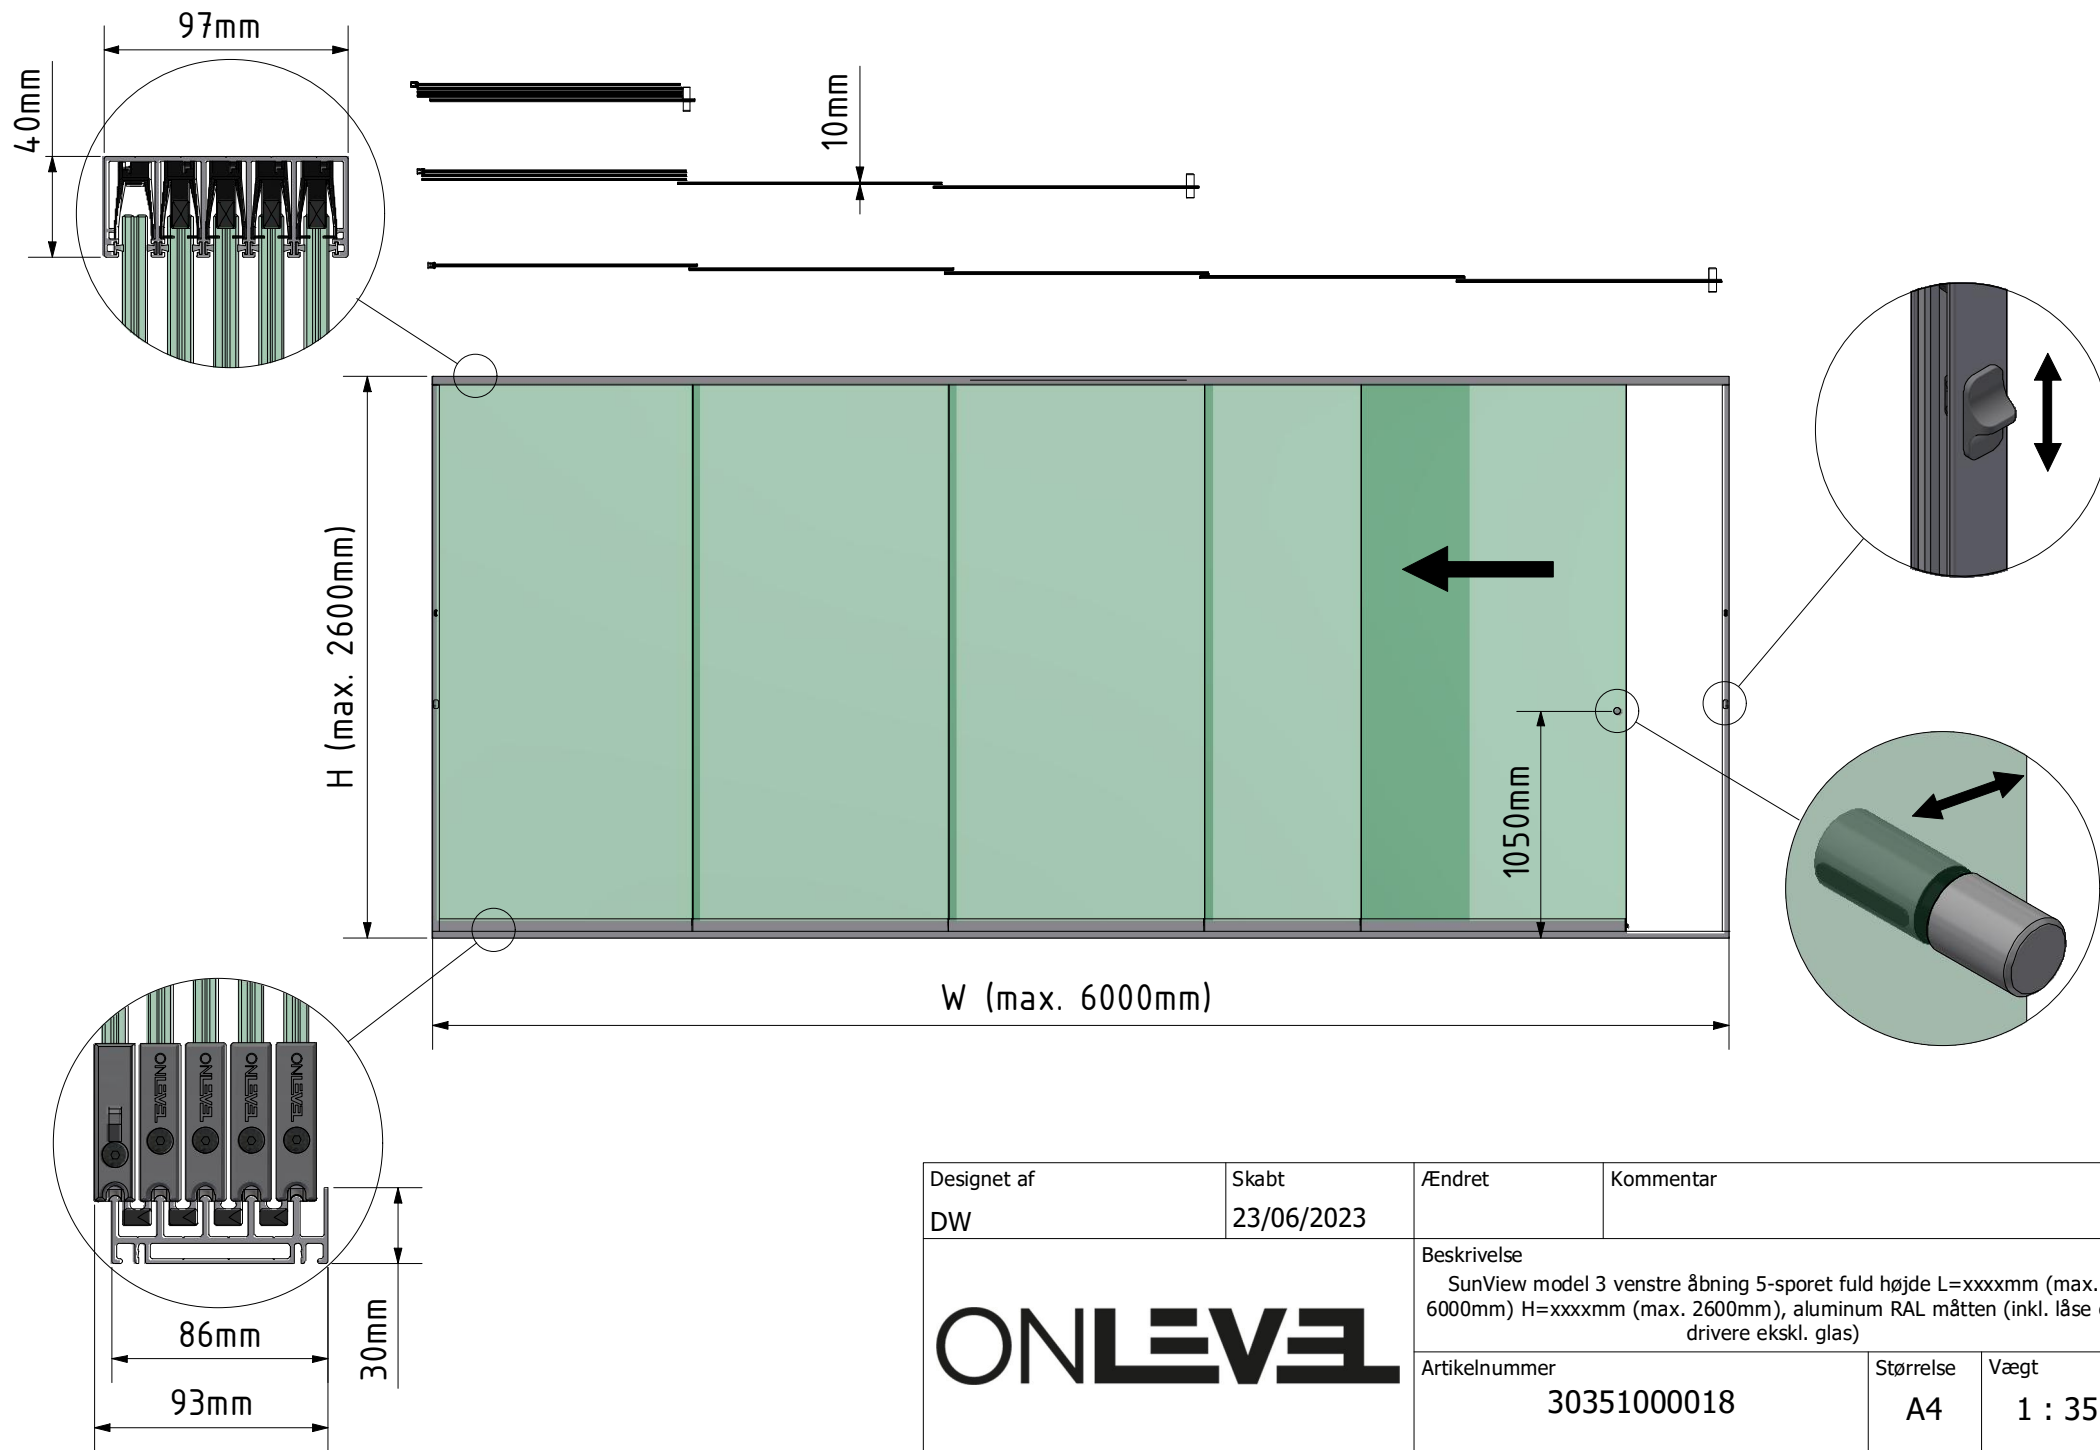 97mm
40mm
10mm
H (max. 2600mm)
1050mm
W (max. 6000mm)
ONLEVEL
ONLEVEL
ONLEVEL
ONLEVEL
30mm
86mm
93mm
Designet af
DW
Skabt
23/06/2023
Ændret
Kommentar
ONLEVEL
Beskrivelse
SunView model 3 venstre åbning 5-sporet fuld højde L=xxxxmm (max.
6000mm) H=xxxxmm (max. 2600mm), aluminum RAL måtten (inkl. låse
drivere ekskl. glas)
Artikelnummer
30351000018
Størrelse
A4
Vægt
1 : 35